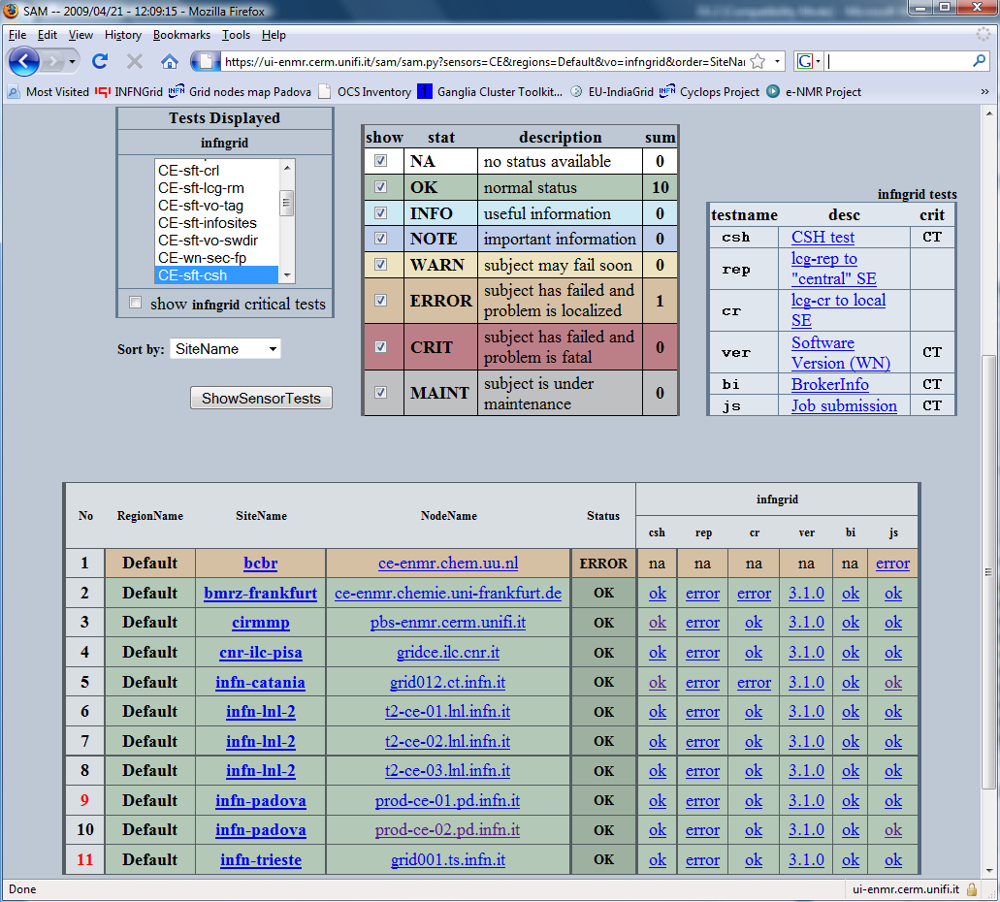 SAM -- 2009/04/21 - 12:09:15 - Mozilla Firefox
File Edit View History Bookmarks Tools Help
https://ui-enmr.cerm.unifi.it/sam/sam.py?sensors=CE&regions=Default&vo=infngrid&order=SiteNar
Most Visited INFNGrid Grid nodes map Padova OCS Inventory Ganglia Cluster Toolkit... EU-IndiaGrid Cyclops Project e-NMR Project »
Tests Displayed
infngrid
CE-sft-crl
CE-sft-lcg-rm
CE-sft-vo-tag
CE-sft-infosites
CE-sft-vo-swdir
CE-wn-sec-fp
CE-sft-csh
show infngrid critical tests
Sort by: SiteName
ShowSensorTests
show stat description sum
NA no status available 0
OK normal status 10
INFO useful information 0
NOTE important information 0
WARN subject may fail soon 0
ERROR subject has failed and problem is localized 1
CRIT subject has failed and problem is fatal 0
MAINT subject is under maintenance 0
infngrid tests
testname desc crit
csh CSH test CT
rep lcg-rep to "central" SE
cr lcg-cr to local SE
ver Software Version (WN) CT
bi BrokerInfo CT
js Job submission CT
No RegionName SiteName NodeName Status infngrid
csh rep cr ver bi js
1 Default bcbr ce-enmr.chem.uu.nl ERROR na na na na na error
2 Default bmrz-frankfurt ce-enmr.chemie.uni-frankfurt.de OK ok error error 3.1.0 ok ok
3 Default cirmmp pbs-enmr.cerm.unifi.it OK ok error ok 3.1.0 ok ok
4 Default cnr-ilc-pisa gridce.ilc.cnr.it OK ok error ok 3.1.0 ok ok
5 Default infn-catania grid012.ct.infn.it OK ok error error 3.1.0 ok ok
6 Default infn-lnl-2 t2-ce-01.lnl.infn.it OK ok error ok 3.1.0 ok ok
7 Default infn-lnl-2 t2-ce-02.lnl.infn.it OK ok error ok 3.1.0 ok ok
8 Default infn-lnl-2 t2-ce-03.lnl.infn.it OK ok error ok 3.1.0 ok ok
9 Default infn-padova prod-ce-01.pd.infn.it OK ok error ok 3.1.0 ok ok
10 Default infn-padova prod-ce-02.pd.infn.it OK ok error ok 3.1.0 ok ok
11 Default infn-trieste grid001.ts.infn.it OK ok error ok 3.1.0 ok ok
Done ui-enmr.cerm.unifi.it